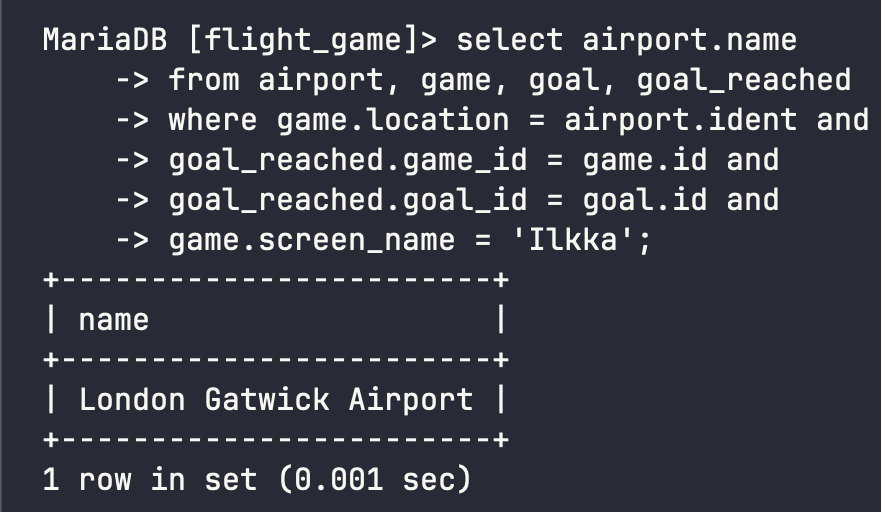 MariaDB [flight_game]> select airport.name
    -> from airport, game, goal, goal_reached
    -> where game.location = airport.ident and
    -> goal_reached.game_id = game.id and
    -> goal_reached.goal_id = goal.id and
    -> game.screen_name = 'Ilkka';
+------------------------+
| name                   |
+------------------------+
| London Gatwick Airport |
+------------------------+
1 row in set (0.001 sec)